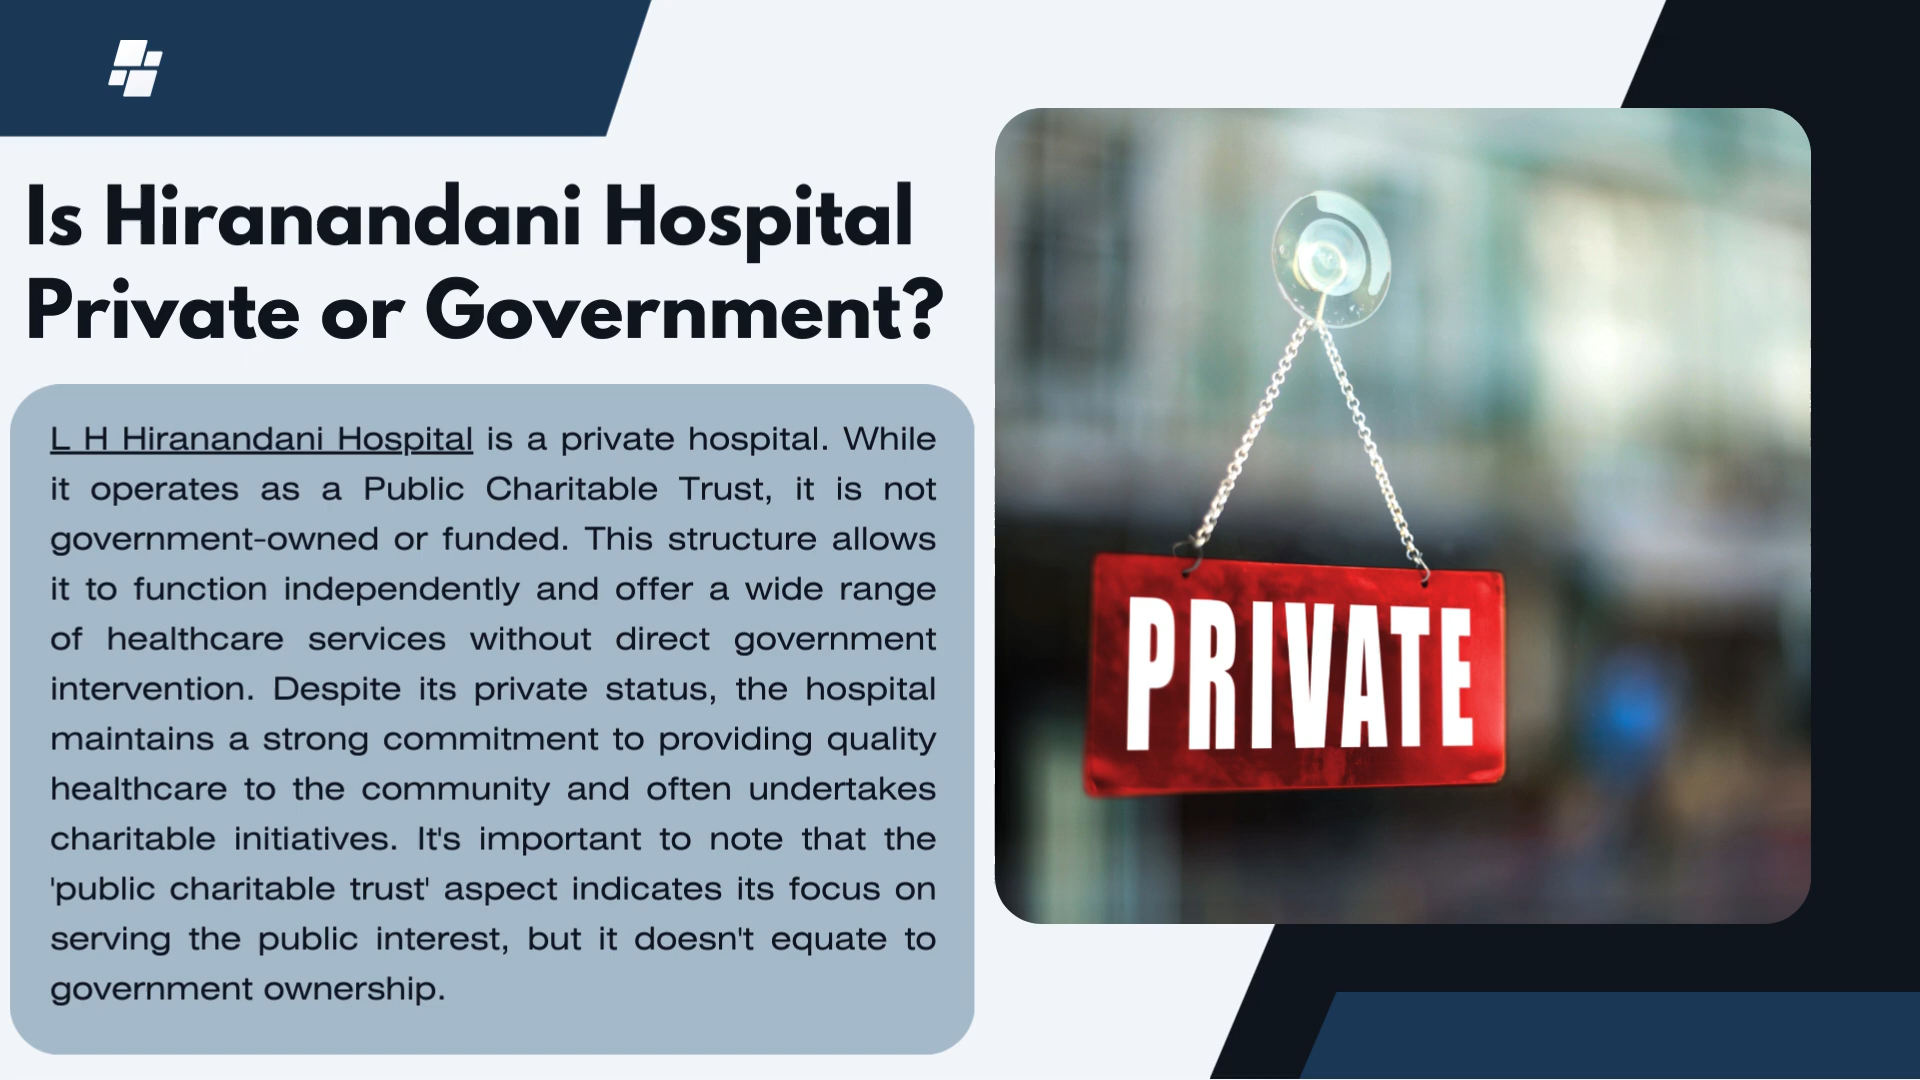 Is Hiranandani Hospital
Private or Government?
L H Hiranandani Hospital is a private hospital. While
it operates as a Public Charitable Trust, it is not
government-owned or funded. This structure allows
it to function independently and offer a wide range
of healthcare services without direct government
intervention. Despite its private status, the hospital
maintains a strong commitment to providing quality
healthcare to the community and often undertakes
charitable initiatives. It's important to note that the
'public charitable trust' aspect indicates its focus on
serving the public interest, but it doesn't equate to
government ownership.
PRIVATE